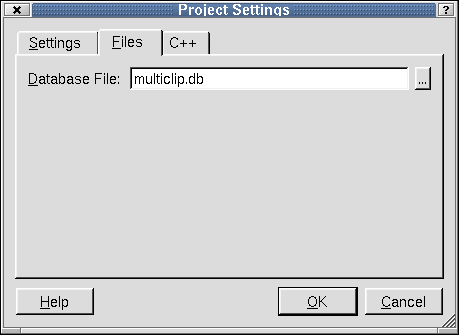 Project Settings ?
Settings Files C++
Database File: multiclip.db ...
Help OK Cancel